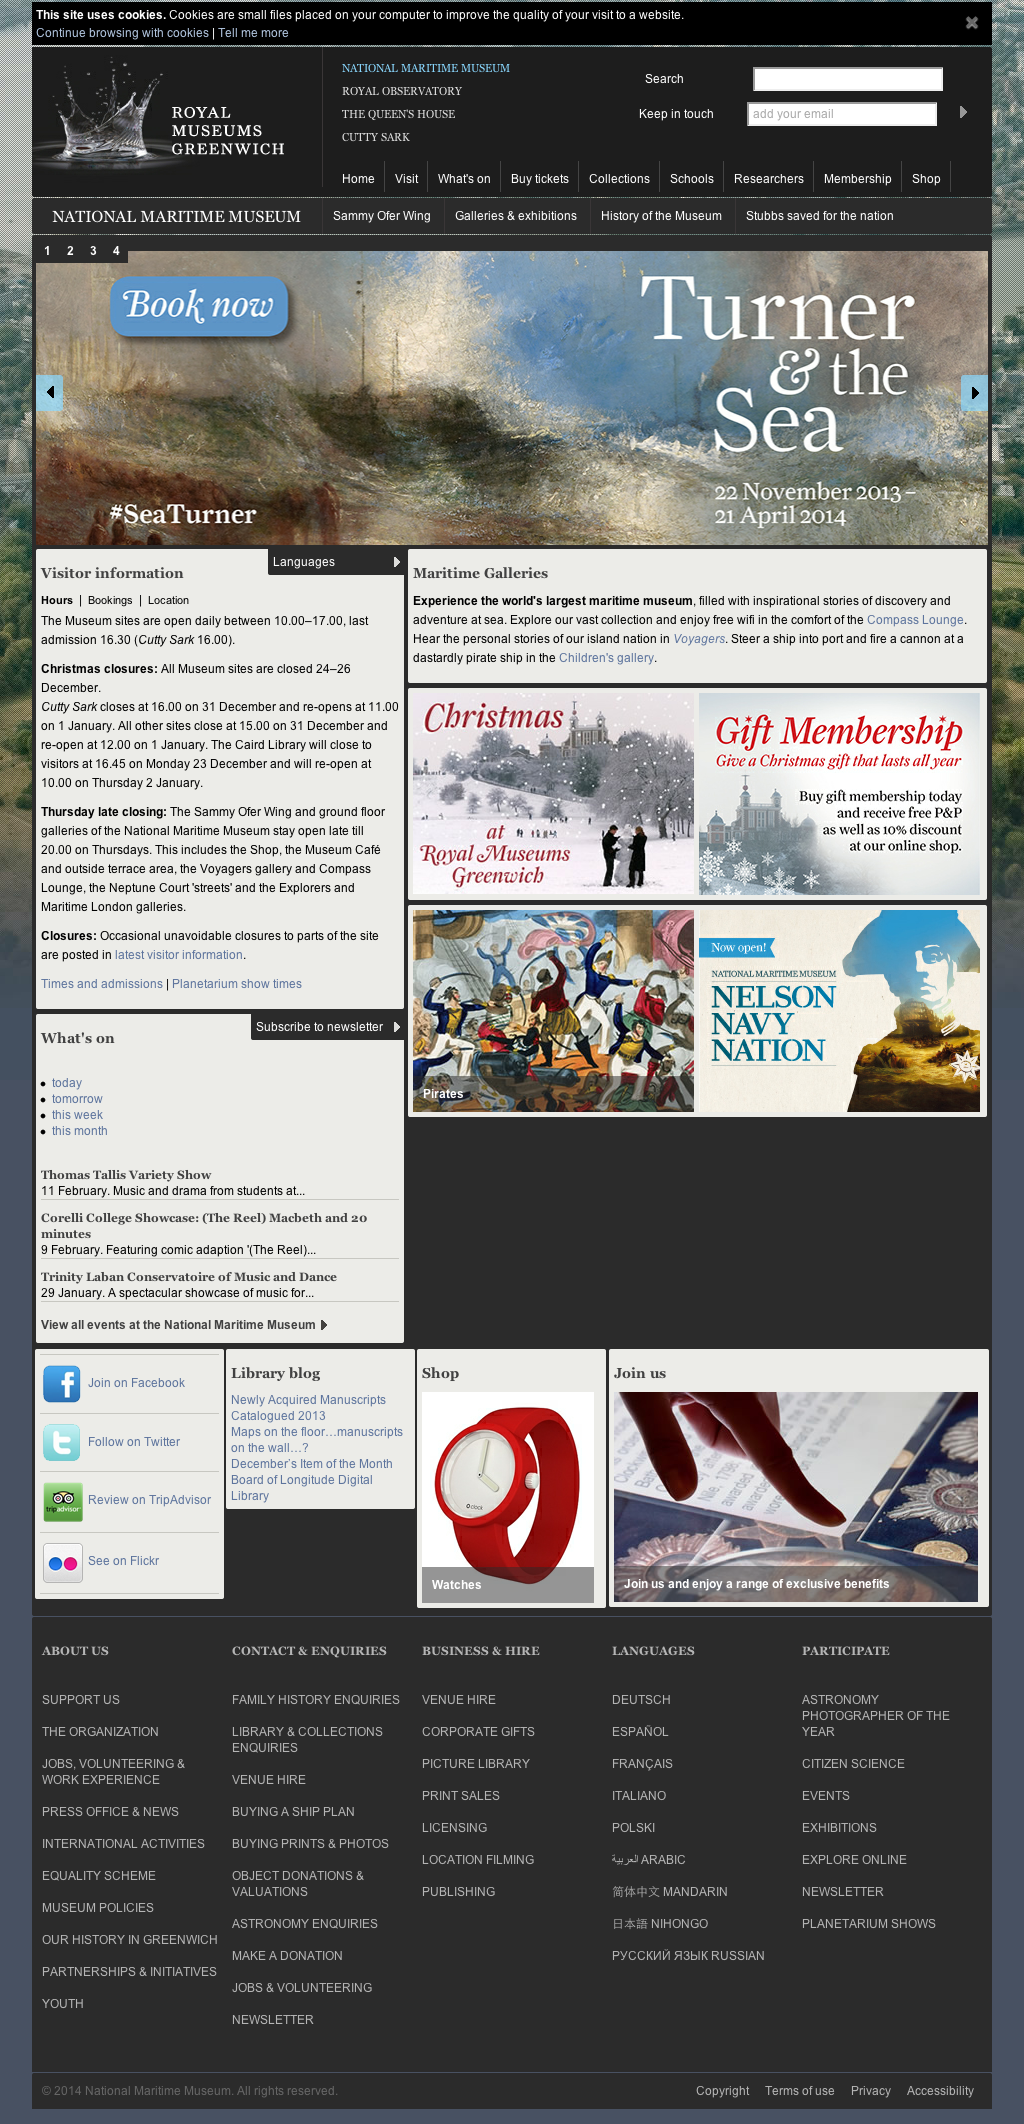 This site uses cookies. Cookies are small files placed on your computer to improve the quality of your visit to a website.
Continue browsing with cookies | Tell me more
ROYAL
MUSEUMS
GREENWICH
NATIONAL MARITIME MUSEUM
ROYAL OBSERVATORY
THE QUEEN'S HOUSE
CUTTY SARK
Search
Keep in touch add your email
Home Visit What's on Buy tickets Collections Schools Researchers Membership Shop
NATIONAL MARITIME MUSEUM Sammy Ofer Wing Galleries & exhibitions History of the Museum Stubbs saved for the nation
1 2 3 4
Book now
Turner
& the
Sea
22 November 2013 –
21 April 2014
#SeaTurner
Visitor information
Languages
Hours | Bookings | Location
The Museum sites are open daily between 10.00–17.00, last
admission 16.30 (Cutty Sark 16.00).
Christmas closures: All Museum sites are closed 24–26
December.
Cutty Sark closes at 16.00 on 31 December and re-opens at 11.00
on 1 January. All other sites close at 15.00 on 31 December and
re-open at 12.00 on 1 January. The Caird Library will close to
visitors at 16.45 on Monday 23 December and will re-open at
10.00 on Thursday 2 January.
Thursday late closing: The Sammy Ofer Wing and ground floor
galleries of the National Maritime Museum stay open late till
20.00 on Thursdays. This includes the Shop, the Museum Café
and outside terrace area, the Voyagers gallery and Compass
Lounge, the Neptune Court 'streets' and the Explorers and
Maritime London galleries.
Closures: Occasional unavoidable closures to parts of the site
are posted in latest visitor information.
Times and admissions | Planetarium show times
Maritime Galleries
Experience the world's largest maritime museum, filled with inspirational stories of discovery and
adventure at sea. Explore our vast collection and enjoy free wifi in the comfort of the Compass Lounge.
Hear the personal stories of our island nation in Voyagers. Steer a ship into port and fire a cannon at a
dastardly pirate ship in the Children's gallery.
Christmas
at
Royal Museums
Greenwich
Gift Membership
Give a Christmas gift that lasts all year
Buy gift membership today
and receive free P&P
as well as 10% discount
at our online shop.
Pirates
Now open!
NATIONAL MARITIME MUSEUM
NELSON
NAVY
NATION
What's on
Subscribe to newsletter
today
tomorrow
this week
this month
Thomas Tallis Variety Show
11 February. Music and drama from students at...
Corelli College Showcase: (The Reel) Macbeth and 20
minutes
9 February. Featuring comic adaption '(The Reel)...
Trinity Laban Conservatoire of Music and Dance
29 January. A spectacular showcase of music for...
View all events at the National Maritime Museum
Join on Facebook
Follow on Twitter
tripadvisor
Review on TripAdvisor
See on Flickr
Library blog
Newly Acquired Manuscripts
Catalogued 2013
Maps on the floor…manuscripts
on the wall…?
December's Item of the Month
Board of Longitude Digital
Library
Shop
o clock
Watches
Join us
Join us and enjoy a range of exclusive benefits
ABOUT US
SUPPORT US
THE ORGANIZATION
JOBS, VOLUNTEERING &
WORK EXPERIENCE
PRESS OFFICE & NEWS
INTERNATIONAL ACTIVITIES
EQUALITY SCHEME
MUSEUM POLICIES
OUR HISTORY IN GREENWICH
PARTNERSHIPS & INITIATIVES
YOUTH
CONTACT & ENQUIRIES
FAMILY HISTORY ENQUIRIES
LIBRARY & COLLECTIONS
ENQUIRIES
VENUE HIRE
BUYING A SHIP PLAN
BUYING PRINTS & PHOTOS
OBJECT DONATIONS &
VALUATIONS
ASTRONOMY ENQUIRIES
MAKE A DONATION
JOBS & VOLUNTEERING
NEWSLETTER
BUSINESS & HIRE
VENUE HIRE
CORPORATE GIFTS
PICTURE LIBRARY
PRINT SALES
LICENSING
LOCATION FILMING
PUBLISHING
LANGUAGES
DEUTSCH
ESPAÑOL
FRANÇAIS
ITALIANO
POLSKI
العربية ARABIC
简体中文 MANDARIN
日本語 NIHONGO
РУССКИЙ ЯЗЫК RUSSIAN
PARTICIPATE
ASTRONOMY
PHOTOGRAPHER OF THE
YEAR
CITIZEN SCIENCE
EVENTS
EXHIBITIONS
EXPLORE ONLINE
NEWSLETTER
PLANETARIUM SHOWS
© 2014 National Maritime Museum. All rights reserved.
Copyright Terms of use Privacy Accessibility